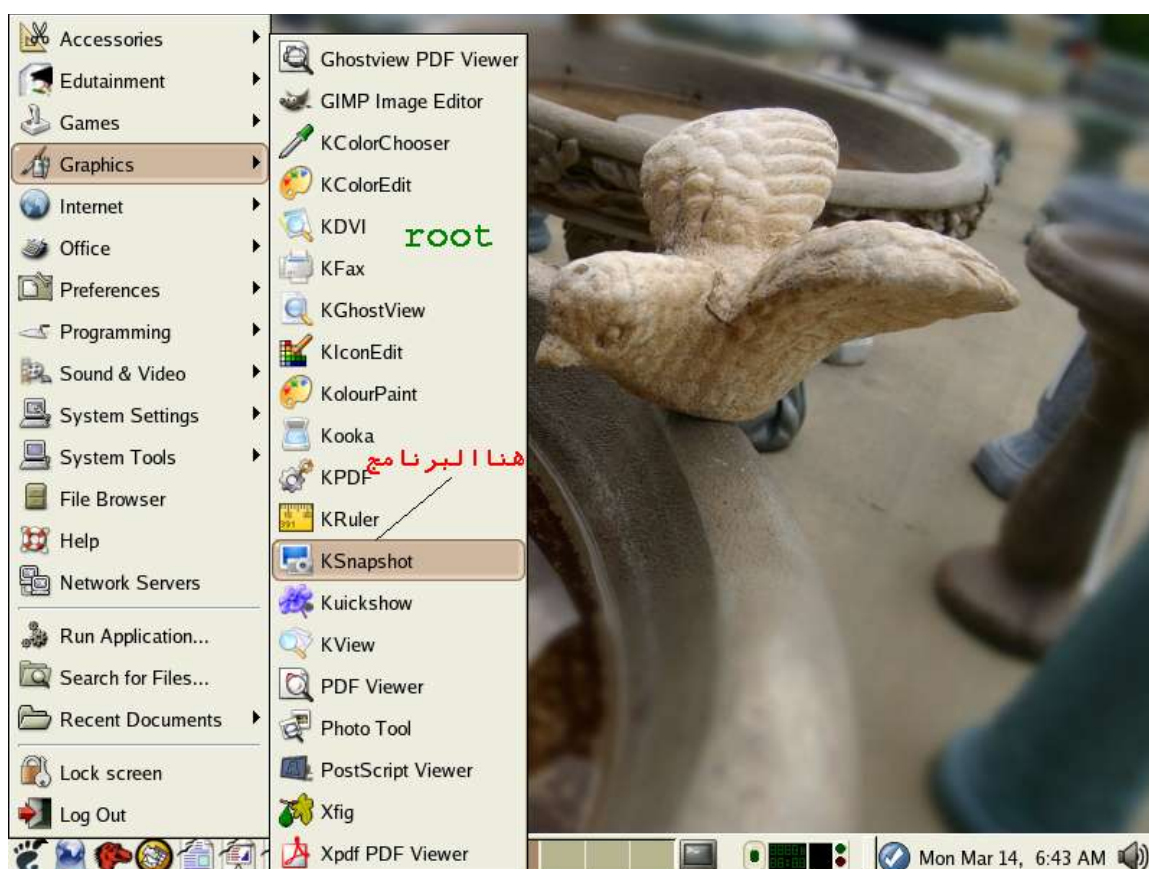 Accessories
Edutainment
Games
Graphics
Internet
Office
Preferences
Programming
Sound & Video
System Settings
System Tools
File Browser
Help
Network Servers
Run Application...
Search for Files...
Recent Documents
Lock screen
Log Out
Ghostview PDF Viewer
GIMP Image Editor
KColorChooser
KColorEdit
KDVI
root
KFax
KGhostView
KIconEdit
KolourPaint
Kooka
هنا البرنامج
KPDF
KRuler
KSnapshot
Kuickshow
KView
PDF Viewer
Photo Tool
PostScript Viewer
Xfig
Xpdf PDF Viewer
Mon Mar 14, 6:43 AM